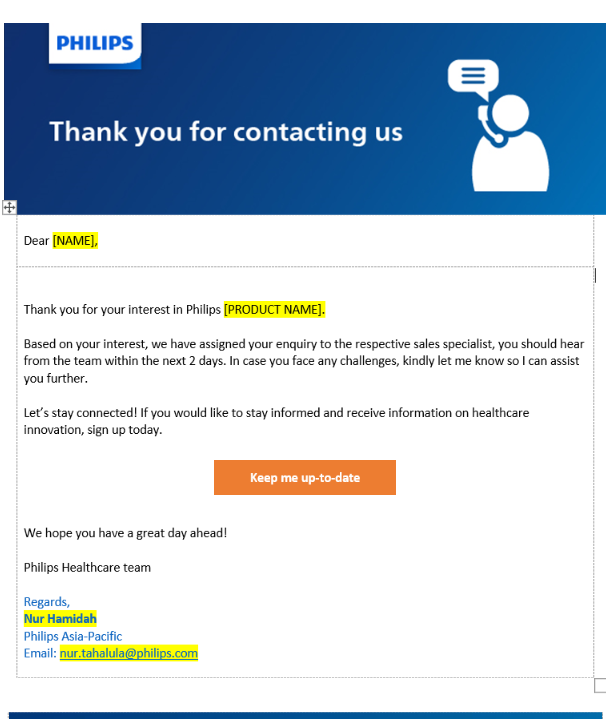 PHILIPS
Thank you for contacting us
Dear [NAME],
Thank you for your interest in Philips [PRODUCT NAME].
Based on your interest, we have assigned your enquiry to the respective sales specialist, you should hear
from the team within the next 2 days. In case you face any challenges, kindly let me know so I can assist
you further.
Let's stay connected! If you would like to stay informed and receive information on healthcare
innovation, sign up today.
Keep me up-to-date
We hope you have a great day ahead!
Philips Healthcare team
Regards,
Nur Hamidah
Philips Asia-Pacific
Email: nur.tahalula@philips.com